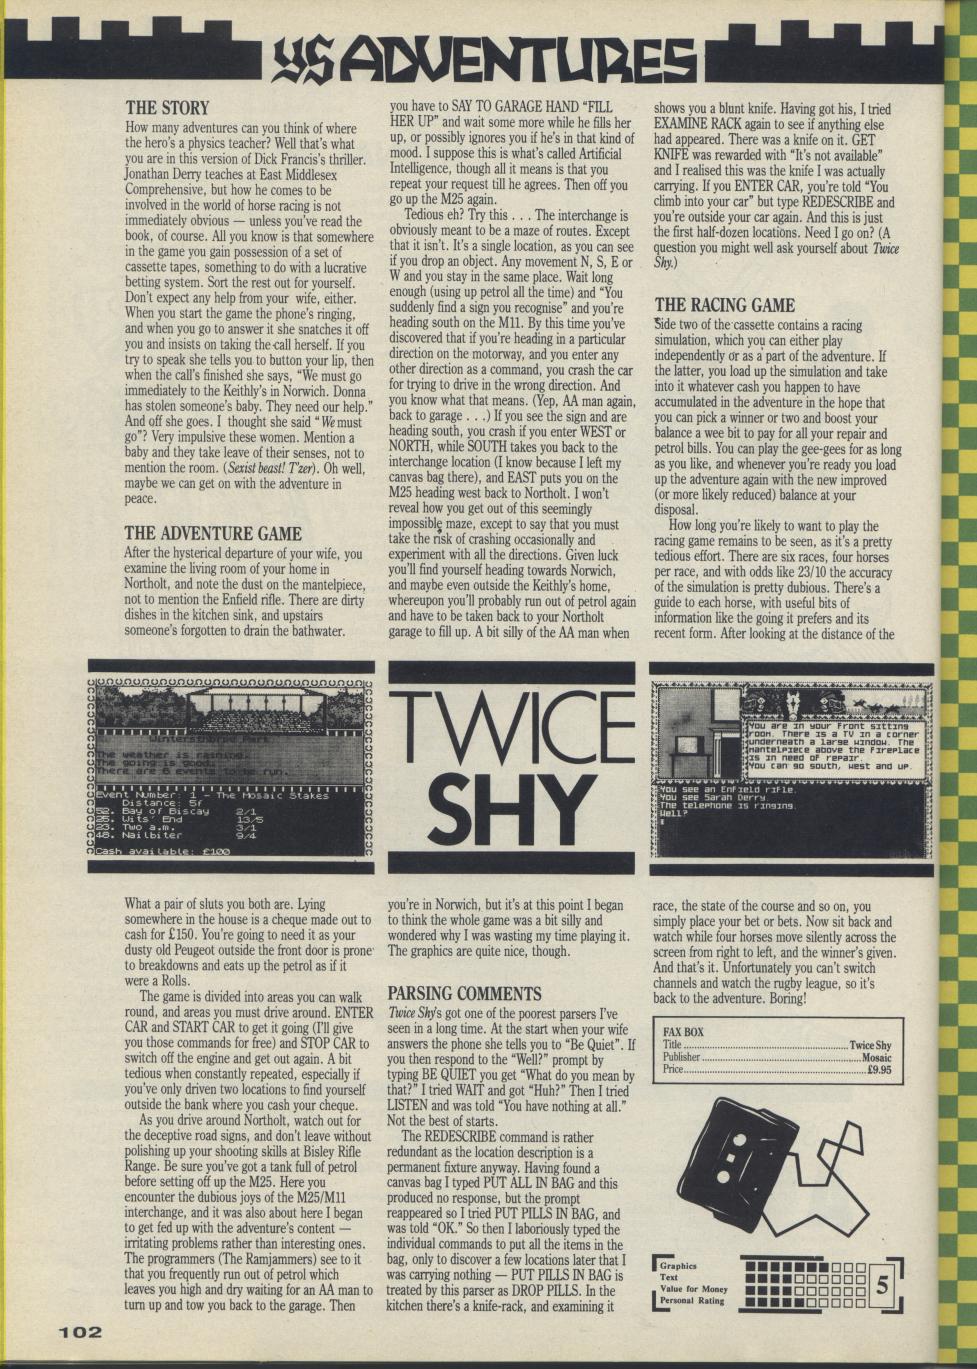 YS ADVENTURES
THE STORY
How many adventures can you think of where
the hero's a physics teacher? Well that's what
you are in this version of Dick Francis's thriller.
Jonathan Derry teaches at East Middlesex
Comprehensive, but how he comes to be
involved in the world of horse racing is not
immediately obvious — unless you've read the
book, of course. All you know is that somewhere
in the game you gain possession of a set of
cassette tapes, something to do with a lucrative
betting system. Sort the rest out for yourself.
Don't expect any help from your wife, either.
When you start the game the phone's ringing,
and when you go to answer it she snatches it off
you and insists on taking the call herself. If you
try to speak she tells you to button your lip, then
when the call's finished she says, "We must go
immediately to the Keithly's in Norwich. Donna
has stolen someone's baby. They need our help."
And off she goes. I thought she said "We must
go"? Very impulsive these women. Mention a
baby and they take leave of their senses, not to
mention the room. (Sexist beast! T'zer). Oh well,
maybe we can get on with the adventure in
peace.
THE ADVENTURE GAME
After the hysterical departure of your wife, you
examine the living room of your home in
Northolt, and note the dust on the mantelpiece,
not to mention the Enfield rifle. There are dirty
dishes in the kitchen sink, and upstairs
someone's forgotten to drain the bathwater.
What a pair of sluts you both are. Lying
somewhere in the house is a cheque made out to
cash for £150. You're going to need it as your
dusty old Peugeot outside the front door is prone
to breakdowns and eats up the petrol as if it
were a Rolls.
The game is divided into areas you can walk
round, and areas you must drive around. ENTER
CAR and START CAR to get it going (I'll give
you those commands for free) and STOP CAR to
switch off the engine and get out again. A bit
tedious when constantly repeated, especially if
you've only driven two locations to find yourself
outside the bank where you cash your cheque.
As you drive around Northolt, watch out for
the deceptive road signs, and don't leave without
polishing up your shooting skills at Bisley Rifle
Range. Be sure you've got a tank full of petrol
before setting off up the M25. Here you
encounter the dubious joys of the M25/M11
interchange, and it was also about here I began
to get fed up with the adventure's content —
irritating problems rather than interesting ones.
The programmers (The Ramjammers) see to it
that you frequently run out of petrol which
leaves you high and dry waiting for an AA man to
turn up and tow you back to the garage. Then
you have to SAY TO GARAGE HAND "FILL
HER UP" and wait some more while he fills her
up, or possibly ignores you if he's in that kind of
mood. I suppose this is what's called Artificial
Intelligence, though all it means is that you
repeat your request till he agrees. Then off you
go up the M25 again.
Tedious eh? Try this . . . The interchange is
obviously meant to be a maze of routes. Except
that it isn't. It's a single location, as you can see
if you drop an object. Any movement N, S, E or
W and you stay in the same place. Wait long
enough (using up petrol all the time) and "You
suddenly find a sign you recognise" and you're
heading south on the M11. By this time you've
discovered that if you're heading in a particular
direction on the motorway, and you enter any
other direction as a command, you crash the car
for trying to drive in the wrong direction. And
you know what that means. (Yep, AA man again,
back to garage . . .) If you see the sign and are
heading south, you crash if you enter WEST or
NORTH, while SOUTH takes you back to the
interchange location (I know because I left my
canvas bag there), and EAST puts you on the
M25 heading west back to Northolt. I won't
reveal how you get out of this seemingly
impossible maze, except to say that you must
take the risk of crashing occasionally and
experiment with all the directions. Given luck
you'll find yourself heading towards Norwich,
and maybe even outside the Keithly's home,
whereupon you'll probably run out of petrol again
and have to be taken back to your Northolt
garage to fill up. A bit silly of the AA man when
you're in Norwich, but it's at this point I began
to think the whole game was a bit silly and
wondered why I was wasting my time playing it.
The graphics are quite nice, though.
PARSING COMMENTS
Twice Shy's got one of the poorest parsers I've
seen in a long time. At the start when your wife
answers the phone she tells you to "Be Quiet". If
you then respond to the "Well?" prompt by
typing BE QUIET you get "What do you mean by
that?" I tried WAIT and got "Huh?" Then I tried
LISTEN and was told "You have nothing at all."
Not the best of starts.
The REDESCRIBE command is rather
redundant as the location description is a
permanent fixture anyway. Having found a
canvas bag I typed PUT ALL IN BAG and this
produced no response, but the prompt
reappeared so I tried PUT PILLS IN BAG, and
was told "OK." So then I laboriously typed the
individual commands to put all the items in the
bag, only to discover a few locations later that I
was carrying nothing — PUT PILLS IN BAG is
treated by this parser as DROP PILLS. In the
kitchen there's a knife-rack, and examining it
shows you a blunt knife. Having got his, I tried
EXAMINE RACK again to see if anything else
had appeared. There was a knife on it. GET
KNIFE was rewarded with "It's not available"
and I realised this was the knife I was actually
carrying. If you ENTER CAR, you're told "You
climb into your car" but type REDESCRIBE and
you're outside your car again. And this is just
the first half-dozen locations. Need I go on? (A
question you might well ask yourself about Twice
Shy.)
THE RACING GAME
Side two of the cassette contains a racing
simulation, which you can either play
independently or as a part of the adventure. If
the latter, you load up the simulation and take
into it whatever cash you happen to have
accumulated in the adventure in the hope that
you can pick a winner or two and boost your
balance a wee bit to pay for all your repair and
petrol bills. You can play the gee-gees for as long
as you like, and whenever you're ready you load
up the adventure again with the new improved
(or more likely reduced) balance at your
disposal.
How long you're likely to want to play the
racing game remains to be seen, as it's a pretty
tedious effort. There are six races, four horses
per race, and with odds like 23/10 the accuracy
of the simulation is pretty dubious. There's a
guide to each horse, with useful bits of
information like the going it prefers and its
recent form. After looking at the distance of the
race, the state of the course and so on, you
simply place your bet or bets. Now sit back and
watch while four horses move silently across the
screen from right to left, and the winner's given.
And that's it. Unfortunately you can't switch
channels and watch the rugby league, so it's
back to the adventure. Boring!
The weather is raining.
The going is good.
There are 6 events to be run.
Event Number: 1 - The Mosaic Stakes
Distance: 5f
52. Bay of Biscay 2/1
25. Wits' End 13/5
23. Two a.m. 3/1
48. Nailbiter 9/4
Cash available: £100
TWICE
SHY
You are in your front sitting
room. There is a TV in a corner
underneath a large window. The
mantelpiece above the fireplace
is in need of repair.
You can go south, west and up.
You see an Enfield rifle.
You see Sarah Derry.
The telephone is ringing.
Well?
FAX BOX
Title Twice Shy
Publisher Mosaic
Price £9.95
Graphics
Text
Value for Money
Personal Rating
5
102